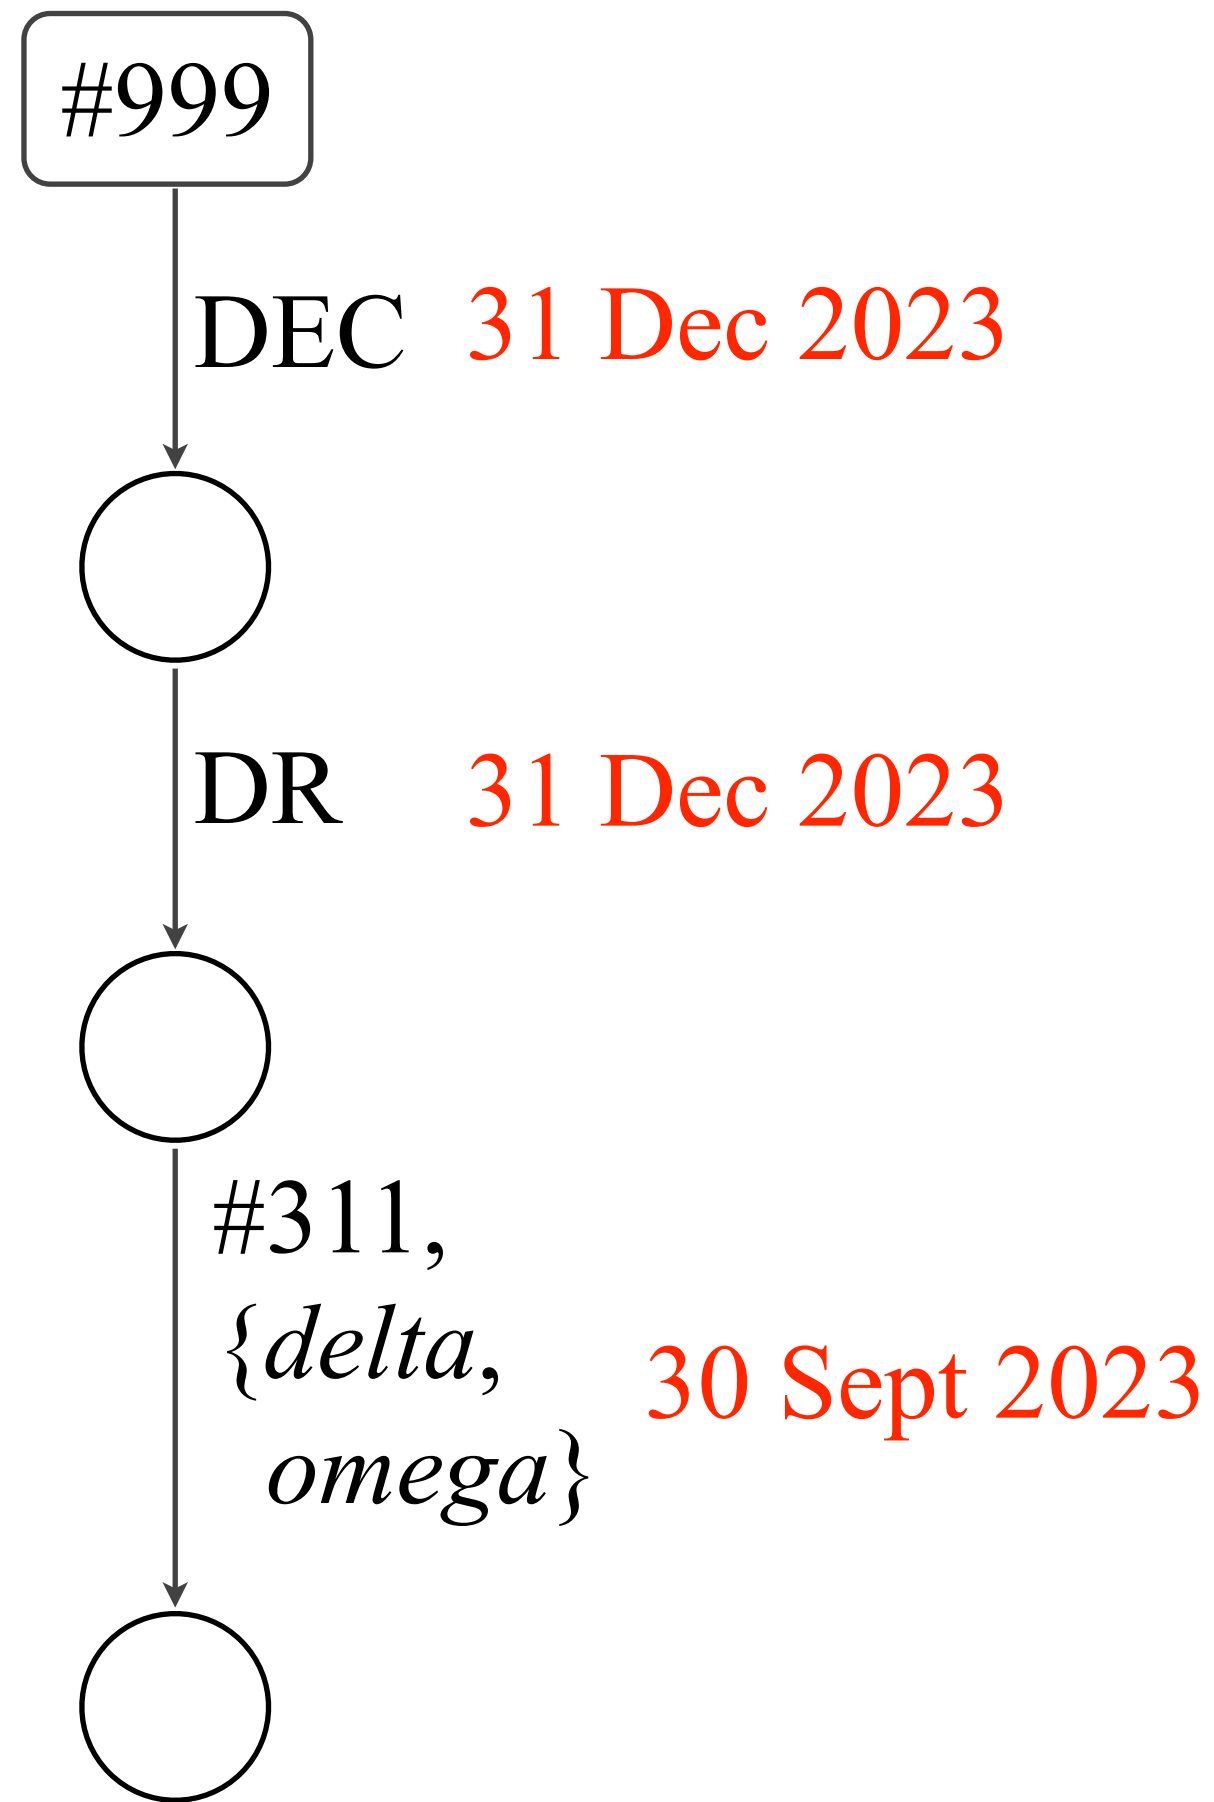 #999
DEC 31 Dec 2023
DR 31 Dec 2023
#311,
{delta,
30 Sept 2023
omega}